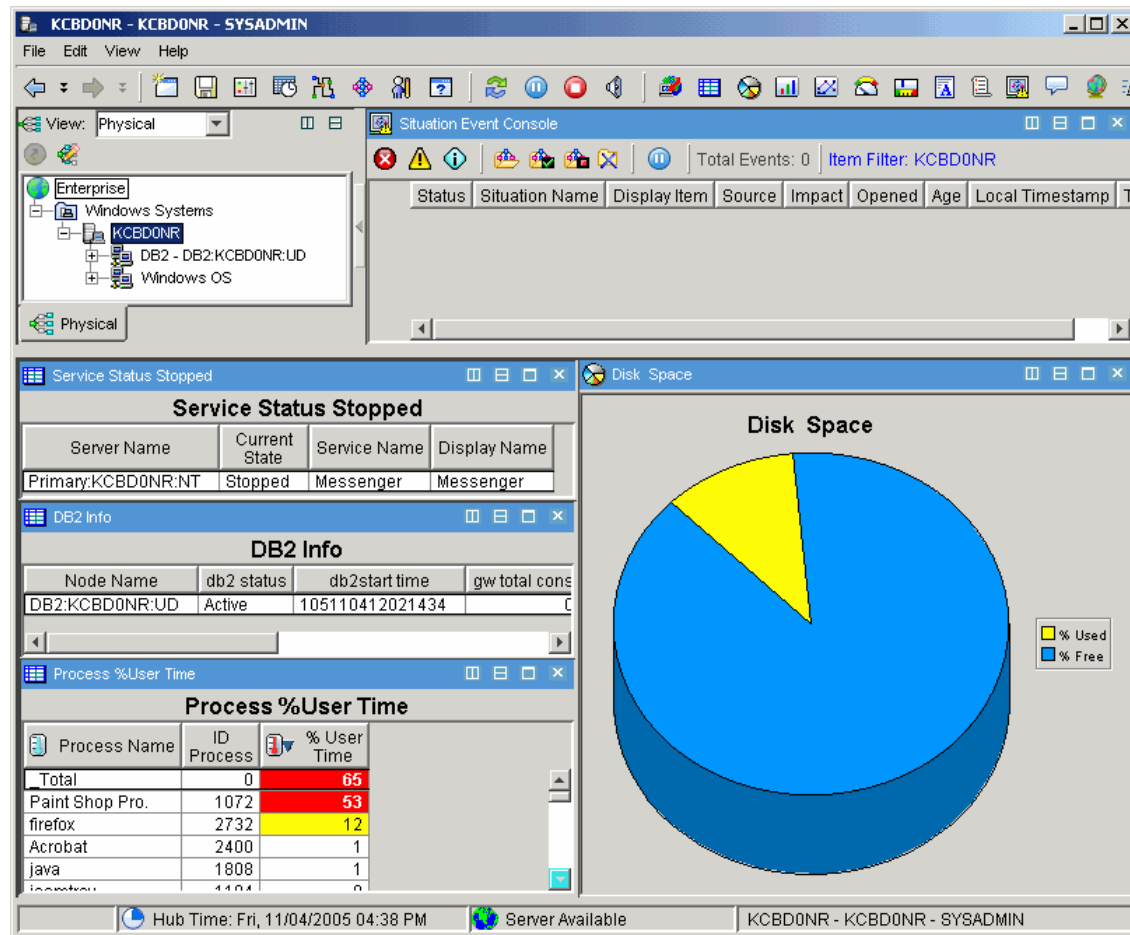 KCBD0NR - KCBD0NR - SYSADMIN
File Edit View Help
View: Physical
Enterprise
Windows Systems
KCBD0NR
DB2 - DB2:KCBD0NR:UD
Windows OS
Physical
Situation Event Console
Total Events: 0 Item Filter: KCBD0NR
Status Situation Name Display Item Source Impact Opened Age Local Timestamp T
Service Status Stopped
Service Status Stopped
Server Name Current State Service Name Display Name
Primary:KCBD0NR:NT Stopped Messenger Messenger
DB2 Info
DB2 Info
Node Name db2 status db2start time gw total cons
DB2:KCBD0NR:UD Active 105110412021434 0
Process %User Time
Process %User Time
Process Name ID Process % User Time
_Total 0 65
Paint Shop Pro. 1072 53
firefox 2732 12
Acrobat 2400 1
java 1808 1
Disk Space
Disk Space
% Used
% Free
Hub Time: Fri, 11/04/2005 04:38 PM Server Available KCBD0NR - KCBD0NR - SYSADMIN